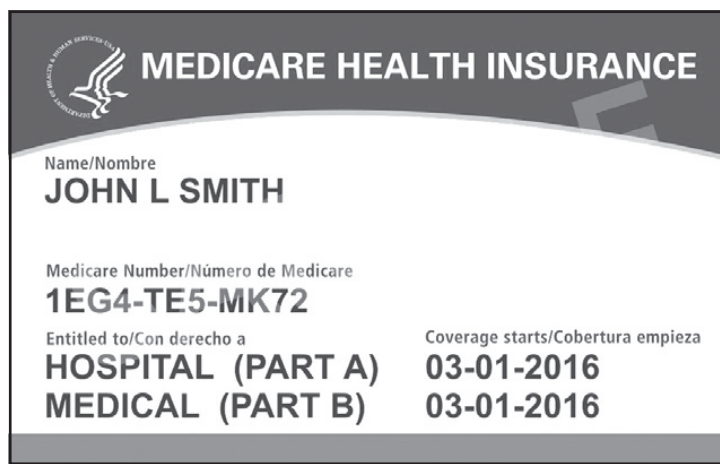 MEDICARE HEALTH INSURANCE
Name/Nombre
JOHN L SMITH
Medicare Number/Número de Medicare
1EG4-TE5-MK72
Entitled to/Con derecho a
HOSPITAL (PART A)
MEDICAL (PART B)
Coverage starts/Cobertura empieza
03-01-2016
03-01-2016